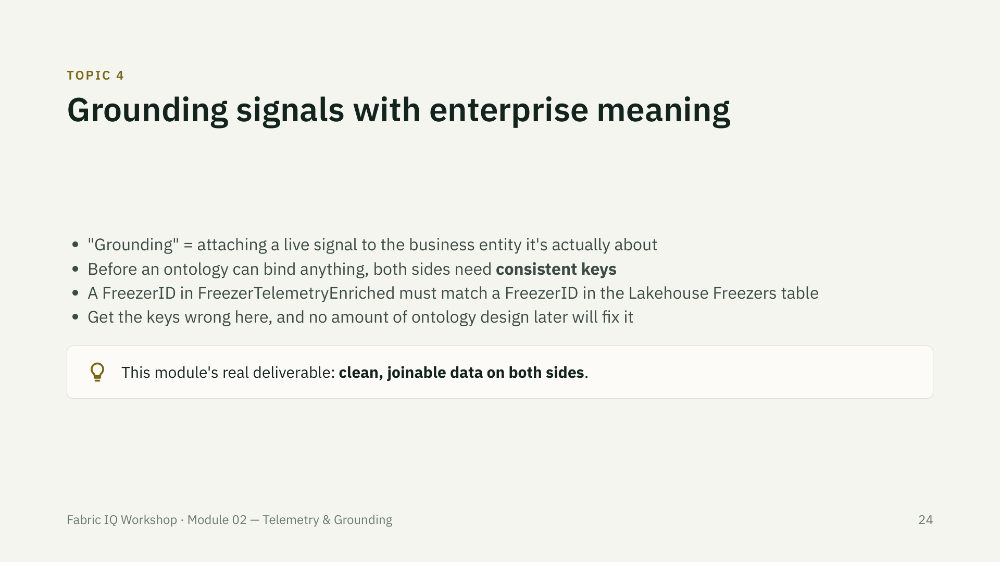 TOPIC 4
Grounding signals with enterprise meaning
• "Grounding" = attaching a live signal to the business entity it's actually about
• Before an ontology can bind anything, both sides need consistent keys
• A FreezerID in FreezerTelemetryEnriched must match a FreezerID in the Lakehouse Freezers table
• Get the keys wrong here, and no amount of ontology design later will fix it
This module's real deliverable: clean, joinable data on both sides.
Fabric IQ Workshop · Module 02 — Telemetry & Grounding
24